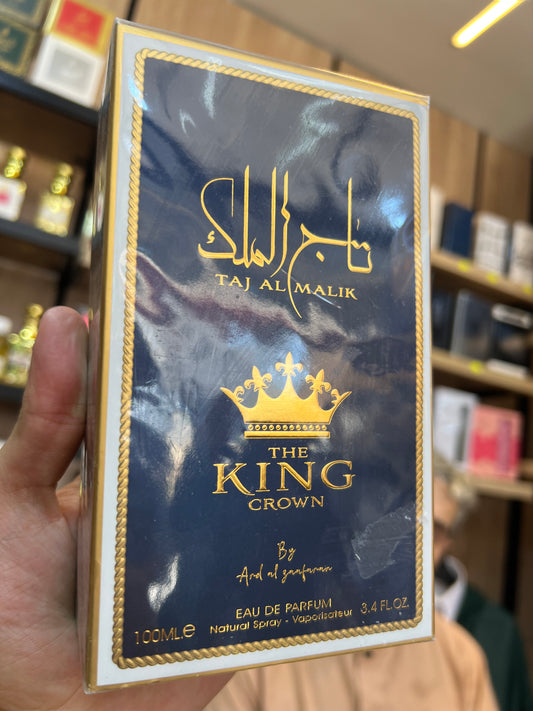 تاج الملك
TAJ AL MALIK
THE
KING
CROWN
By
Ard al zaafaran
EAU DE PARFUM
100ML e Natural Spray - Vaporisateur 3.4 FL.OZ.